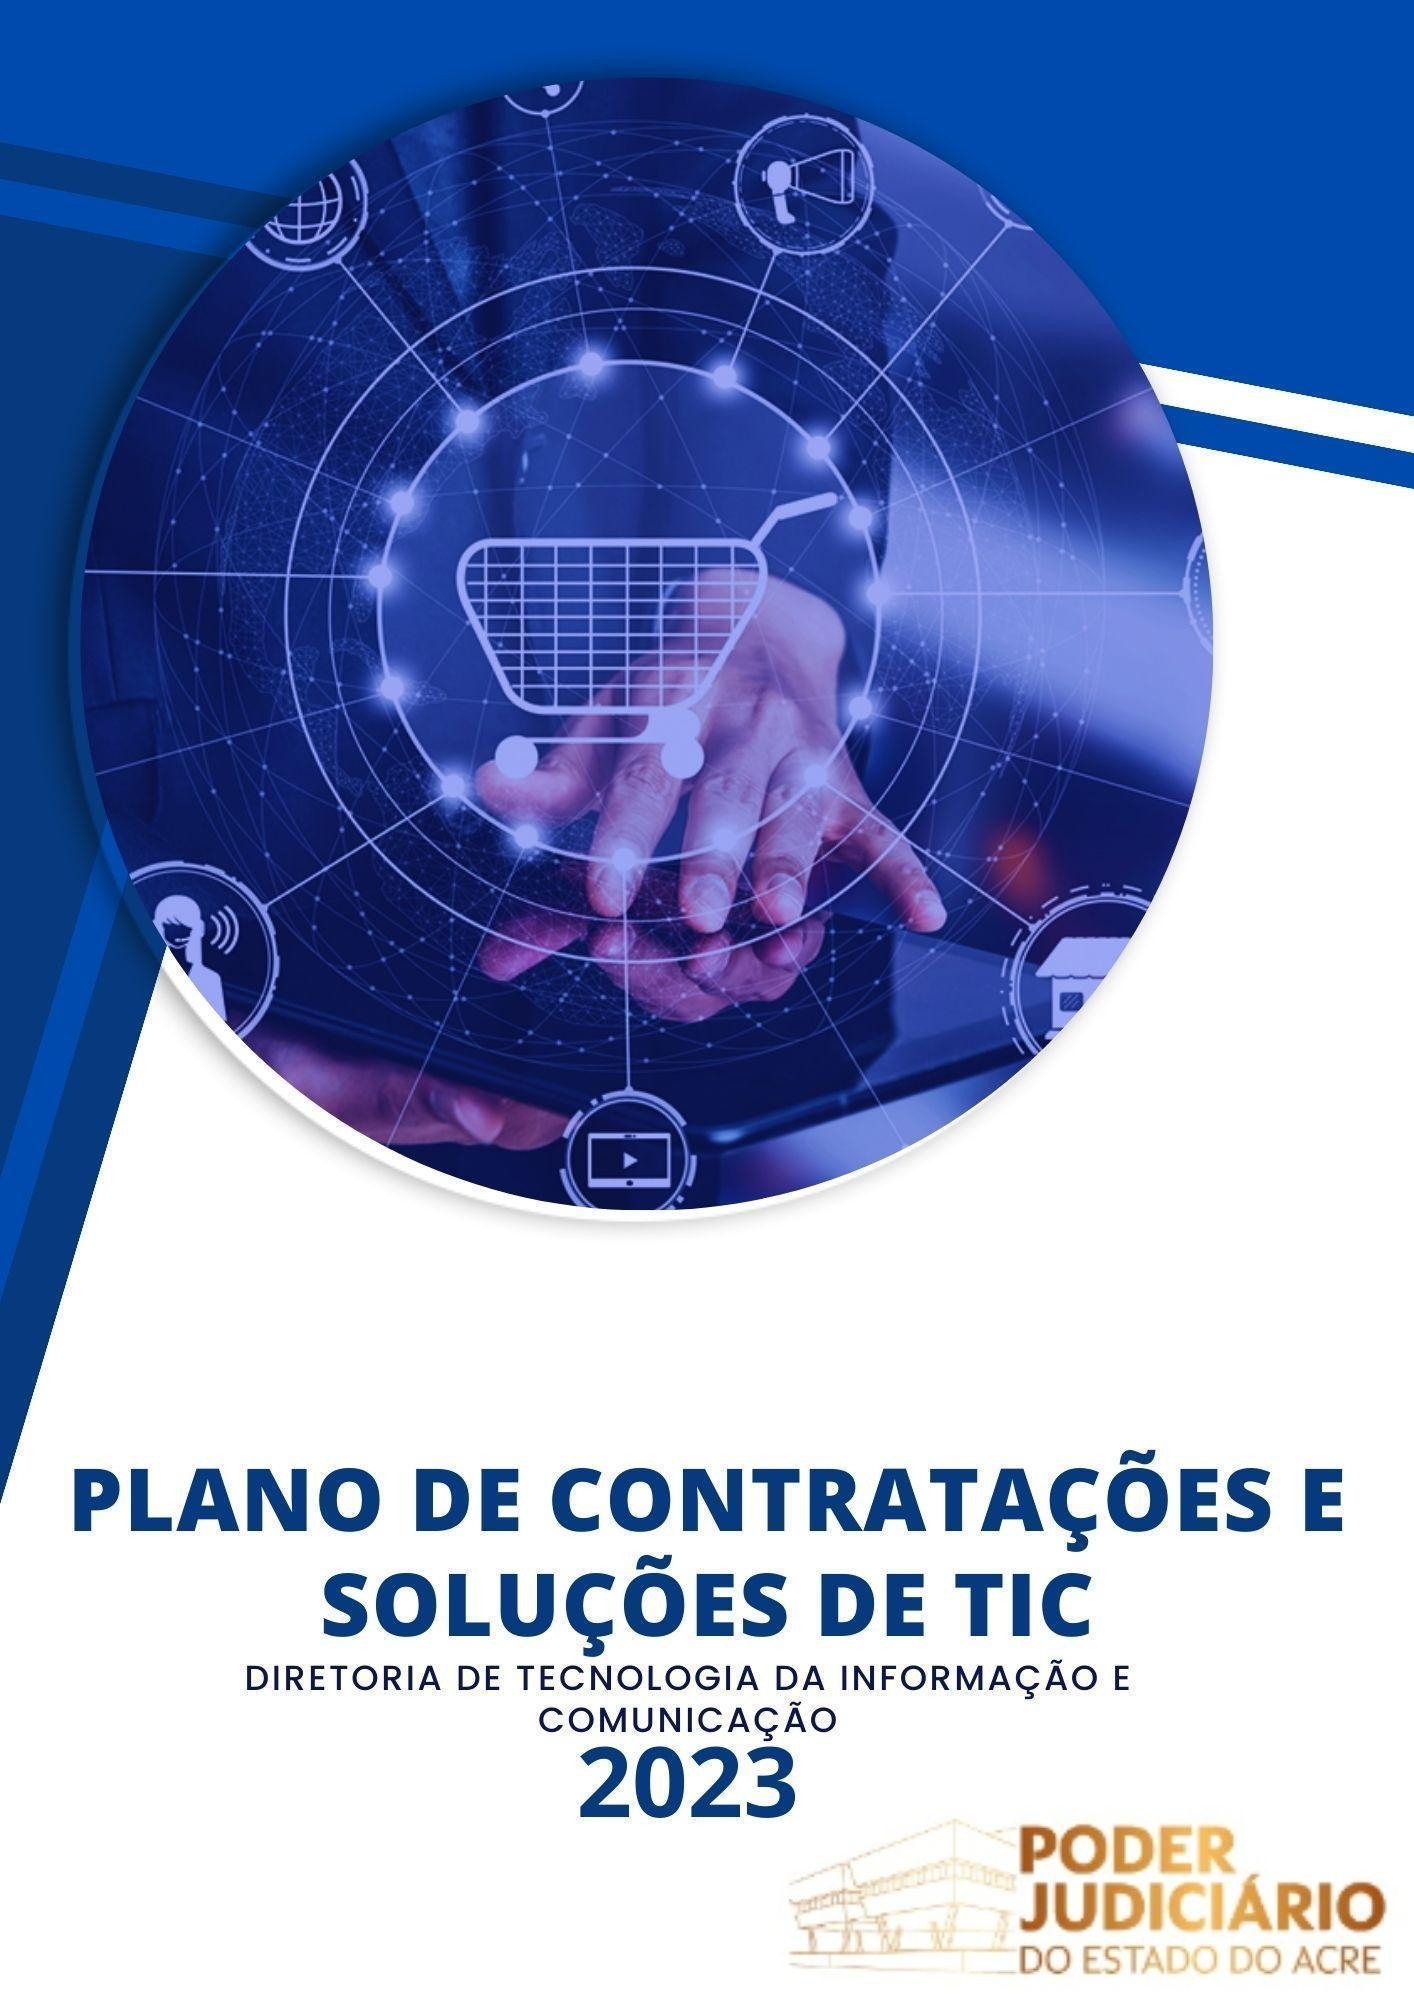 PLANO DE CONTRATAÇÕES E
SOLUÇÕES DE TIC
DIRETORIA DE TECNOLOGIA DA INFORMAÇÃO E
COMUNICAÇÃO
2023
PODER
JUDICIÁRIO
DO ESTADO DO ACRE